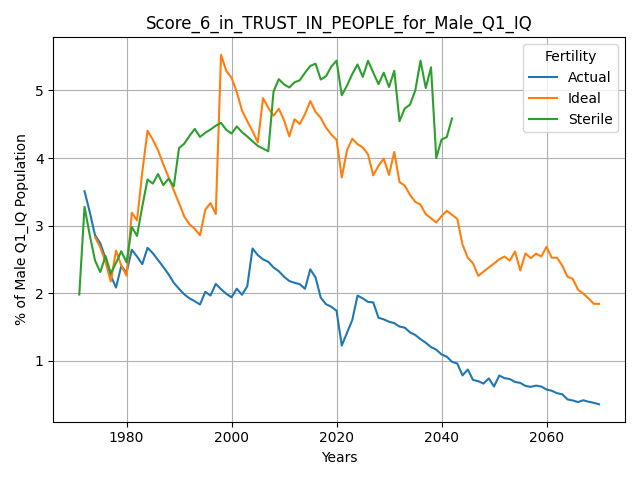 Score_6_in_TRUST_IN_PEOPLE_for_Male_Q1_IQ
% of Male Q1_IQ Population
5
4
3
2
1
Fertility
Actual
Ideal
Sterile
1980 2000 2020 2040 2060
Years